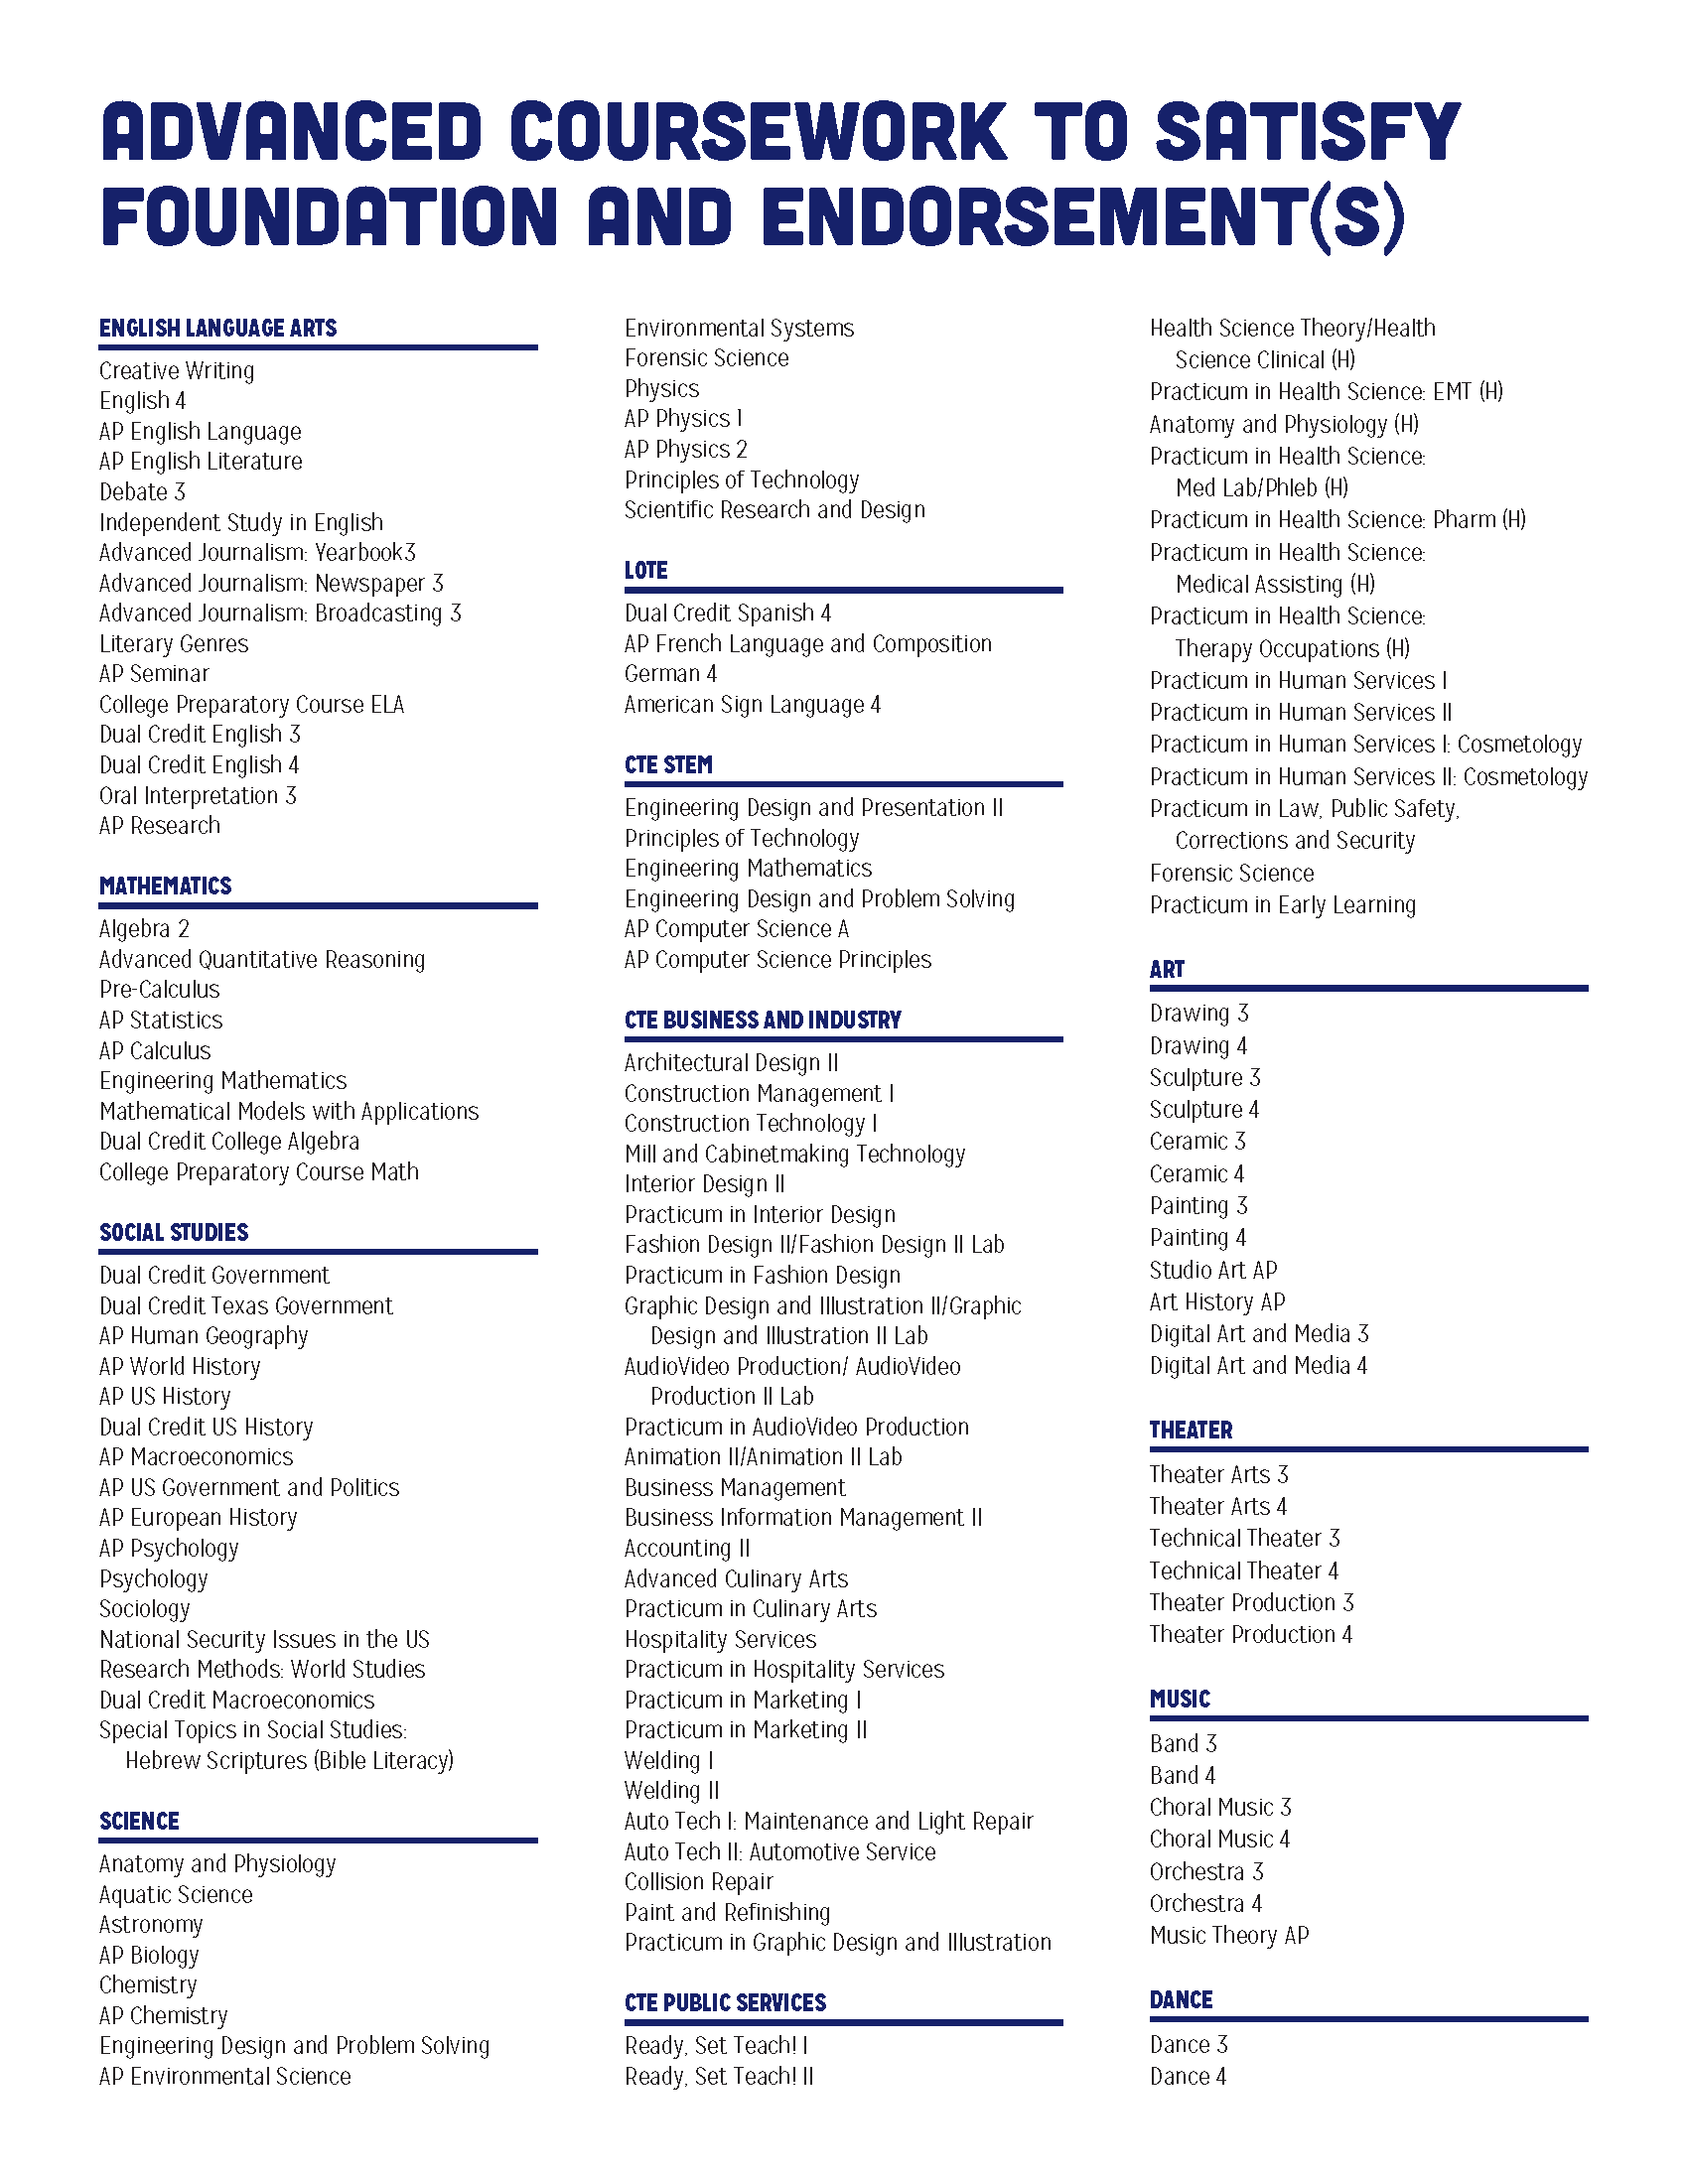 ADVANCED COURSEWORK TO SATISFY
FOUNDATION AND ENDORSEMENT(S)
ENGLISH LANGUAGE ARTS
Creative Writing
English 4
AP English Language
AP English Literature
Debate 3
Independent Study in English
Advanced Journalism: Yearbook3
Advanced Journalism: Newspaper 3
Advanced Journalism: Broadcasting 3
Literary Genres
AP Seminar
College Preparatory Course ELA
Dual Credit English 3
Dual Credit English 4
Oral Interpretation 3
AP Research
MATHEMATICS
Algebra 2
Advanced Quantitative Reasoning
Pre-Calculus
AP Statistics
AP Calculus
Engineering Mathematics
Mathematical Models with Applications
Dual Credit College Algebra
College Preparatory Course Math
SOCIAL STUDIES
Dual Credit Government
Dual Credit Texas Government
AP Human Geography
AP World History
AP US History
Dual Credit US History
AP Macroeconomics
AP US Government and Politics
AP European History
AP Psychology
Psychology
Sociology
National Security Issues in the US
Research Methods: World Studies
Dual Credit Macroeconomics
Special Topics in Social Studies:
Hebrew Scriptures (Bible Literacy)
SCIENCE
Anatomy and Physiology
Aquatic Science
Astronomy
AP Biology
Chemistry
AP Chemistry
Engineering Design and Problem Solving
AP Environmental Science
Environmental Systems
Forensic Science
Physics
AP Physics 1
AP Physics 2
Principles of Technology
Scientific Research and Design
LOTE
Dual Credit Spanish 4
AP French Language and Composition
German 4
American Sign Language 4
CTE STEM
Engineering Design and Presentation II
Principles of Technology
Engineering Mathematics
Engineering Design and Problem Solving
AP Computer Science A
AP Computer Science Principles
CTE BUSINESS AND INDUSTRY
Architectural Design II
Construction Management I
Construction Technology I
Mill and Cabinetmaking Technology
Interior Design II
Practicum in Interior Design
Fashion Design II/Fashion Design II Lab
Practicum in Fashion Design
Graphic Design and Illustration II/Graphic
Design and Illustration II Lab
AudioVideo Production/ AudioVideo
Production II Lab
Practicum in AudioVideo Production
Animation II/Animation II Lab
Business Management
Business Information Management II
Accounting II
Advanced Culinary Arts
Practicum in Culinary Arts
Hospitality Services
Practicum in Hospitality Services
Practicum in Marketing I
Practicum in Marketing II
Welding I
Welding II
Auto Tech I: Maintenance and Light Repair
Auto Tech II: Automotive Service
Collision Repair
Paint and Refinishing
Practicum in Graphic Design and Illustration
CTE PUBLIC SERVICES
Ready, Set Teach! I
Ready, Set Teach! II
Health Science Theory/Health
Science Clinical (H)
Practicum in Health Science: EMT (H)
Anatomy and Physiology (H)
Practicum in Health Science:
Med Lab/Phleb (H)
Practicum in Health Science: Pharm (H)
Practicum in Health Science:
Medical Assisting (H)
Practicum in Health Science:
Therapy Occupations (H)
Practicum in Human Services I
Practicum in Human Services II
Practicum in Human Services I: Cosmetology
Practicum in Human Services II: Cosmetology
Practicum in Law, Public Safety,
Corrections and Security
Forensic Science
Practicum in Early Learning
ART
Drawing 3
Drawing 4
Sculpture 3
Sculpture 4
Ceramic 3
Ceramic 4
Painting 3
Painting 4
Studio Art AP
Art History AP
Digital Art and Media 3
Digital Art and Media 4
THEATER
Theater Arts 3
Theater Arts 4
Technical Theater 3
Technical Theater 4
Theater Production 3
Theater Production 4
MUSIC
Band 3
Band 4
Choral Music 3
Choral Music 4
Orchestra 3
Orchestra 4
Music Theory AP
DANCE
Dance 3
Dance 4